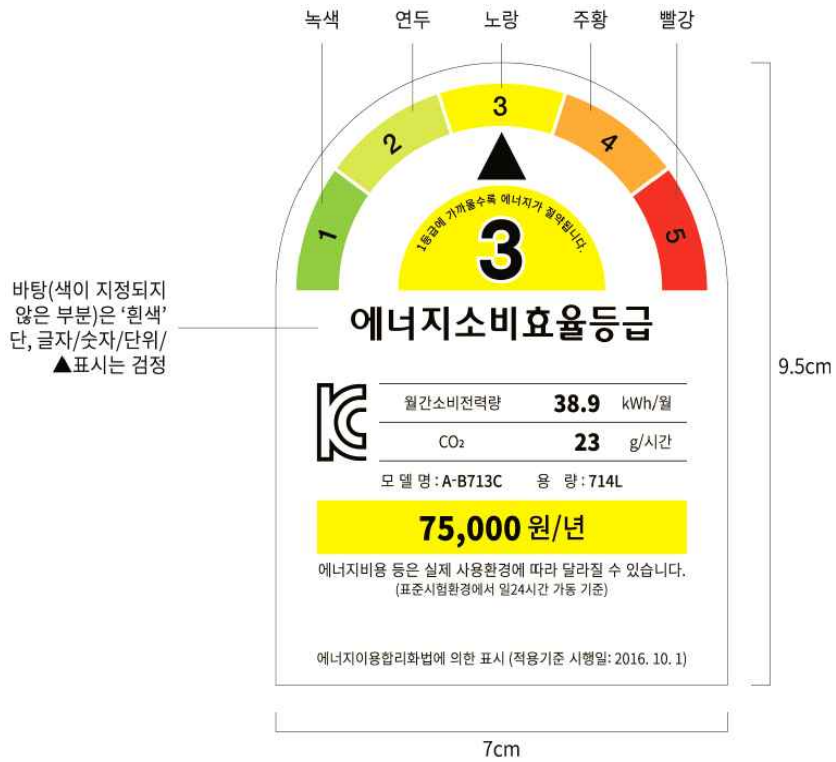 녹색 연두 노랑 주황 빨강
1 2 3 4 5
1등급에 가까울수록 에너지가 절약됩니다.
3
바탕(색이 지정되지
않은 부분)은 ‘흰색’
단, 글자/숫자/단위/
▲표시는 검정
에너지소비효율등급
9.5cm
월간소비전력량 38.9 kWh/월
CO₂ 23 g/시간
모 델 명 : A-B713C 용 량 : 714L
75,000 원/년
에너지비용 등은 실제 사용환경에 따라 달라질 수 있습니다.
(표준시험환경에서 일24시간 가동 기준)
에너지이용합리화법에 의한 표시 (적용기준 시행일: 2016. 10. 1)
7cm